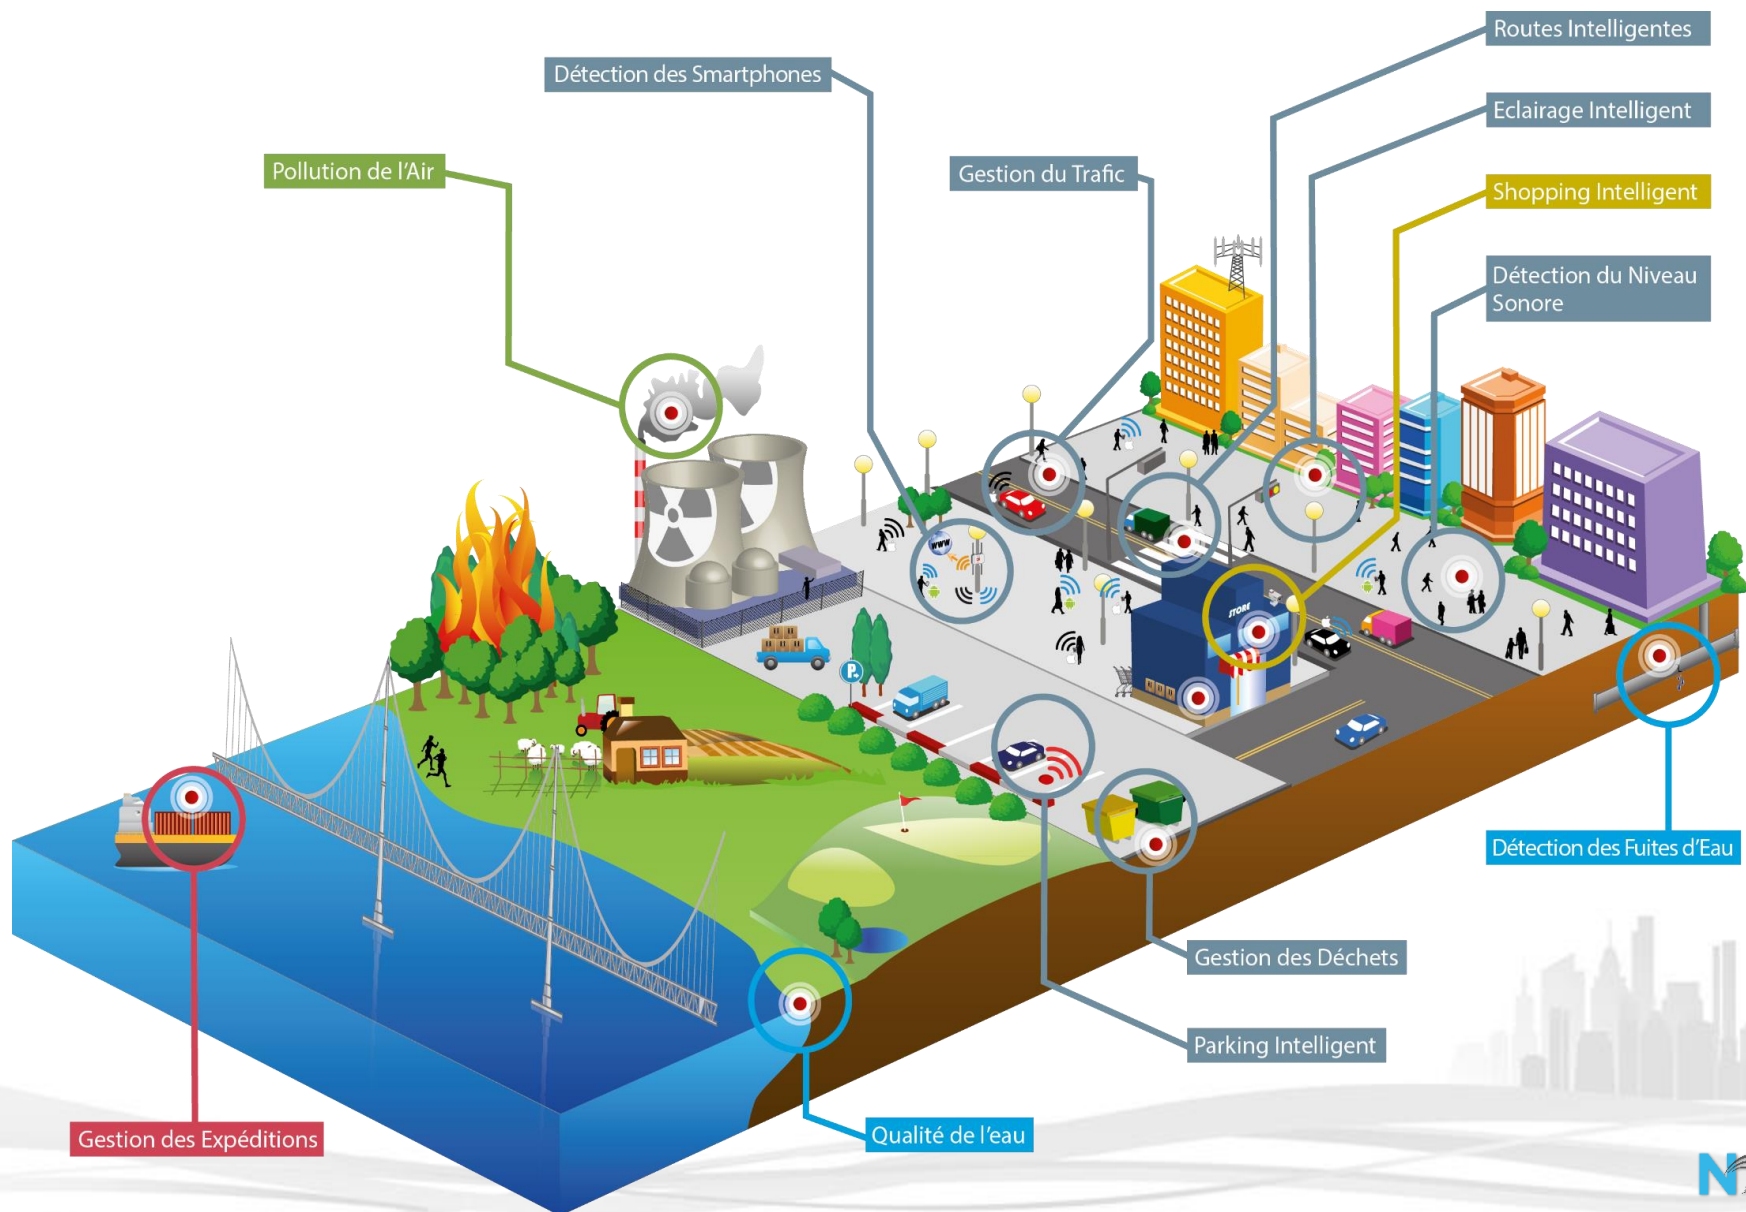 Routes Intelligentes
Détection des Smartphones
Eclairage Intelligent
Pollution de l'Air
Gestion du Trafic
Shopping Intelligent
Détection du Niveau
Sonore
www
STORE
P
Détection des Fuites d'Eau
Gestion des Déchets
Parking Intelligent
Gestion des Expéditions
Qualité de l'eau
N